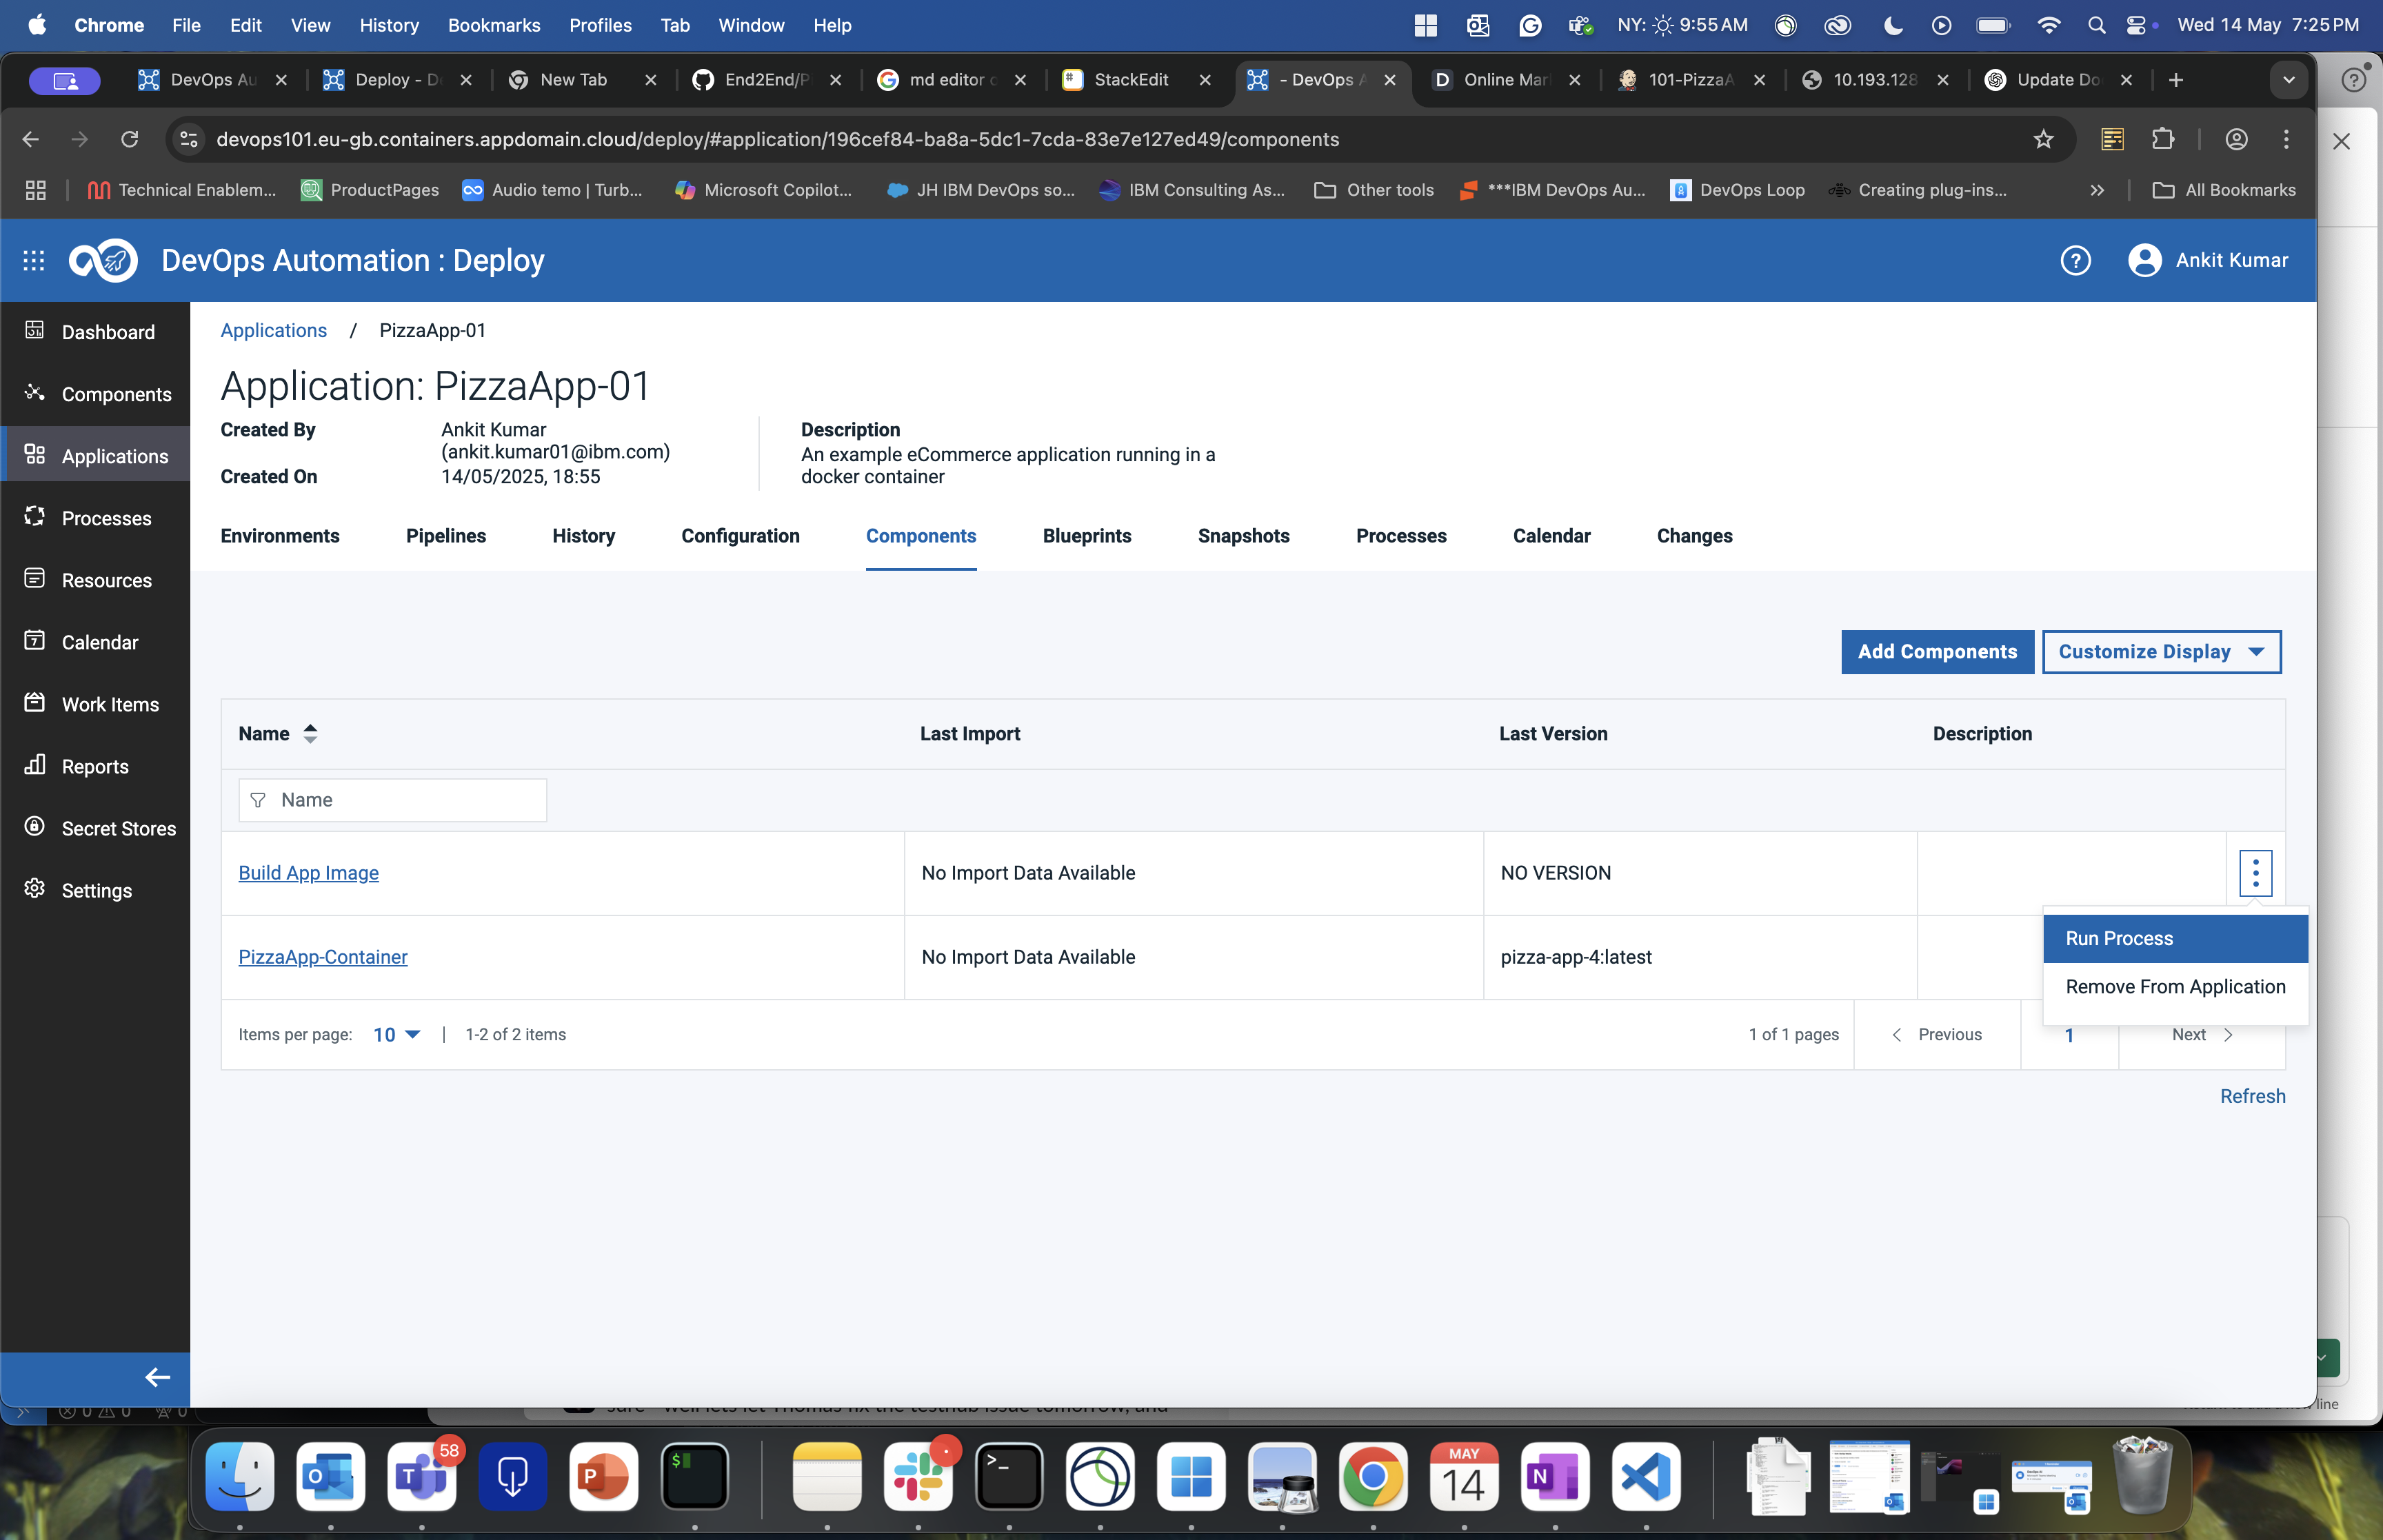 Chrome File Edit View History Bookmarks Profiles Tab Window Help NY: 9:55 AM Wed 14 May 7:25 PM
DevOps Au Deploy - De New Tab End2End/P md editor StackEdit - DevOps A Online Mar 101-PizzaA 10.193.128 Update Do
devops101.eu-gb.containers.appdomain.cloud/deploy/#application/196cef84-ba8a-5dc1-7cda-83e7e127ed49/components
Technical Enablem... ProductPages Audio temo | Turb... Microsoft Copilot... JH IBM DevOps so... IBM Consulting As... Other tools ***IBM DevOps Au... DevOps Loop Creating plug-ins... All Bookmarks
DevOps Automation : Deploy
Ankit Kumar
Dashboard
Components
Applications
Processes
Resources
Calendar
Work Items
Reports
Secret Stores
Settings
Applications / PizzaApp-01
Application: PizzaApp-01
Created By Ankit Kumar
(ankit.kumar01@ibm.com)
Created On 14/05/2025, 18:55
Description
An example eCommerce application running in a
docker container
Environments Pipelines History Configuration Components Blueprints Snapshots Processes Calendar Changes
Add Components Customize Display
Name Last Import Last Version Description
Name
Build App Image No Import Data Available NO VERSION
PizzaApp-Container No Import Data Available pizza-app-4:latest
Run Process
Remove From Application
Items per page: 10 | 1-2 of 2 items 1 of 1 pages Previous 1 Next
Refresh
58
MAY
14